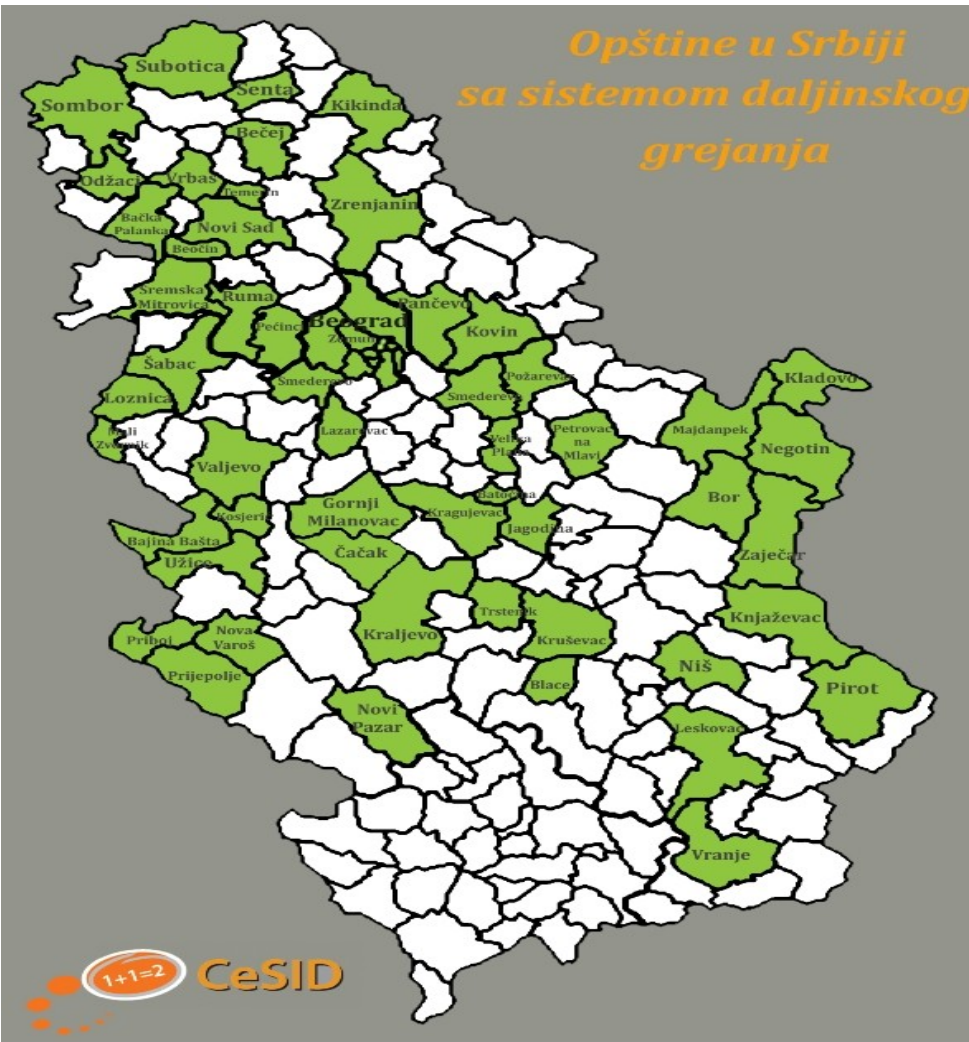 Opštine u Srbiji
sa sistemom daljinskog
grejanja
Subotica
Senta
Sombor
Kikinda
Bečej
Odžaci
Vrbas
Temerin
Zrenjanin
Bačka
Palanka
Novi Sad
Beočin
Sremska
Mitrovica
Ruma
Pećinci
Beograd
Zemun
Pančevo
Kovin
Šabac
Loznica
Smederevo
Smederevo
Požarevac
Kladovo
Mali
Zvornik
Lazarevac
Velika
Plana
Petrovac
na
Mlavi
Majdanpek
Negotin
Valjevo
Kosjerić
Gornji
Milanovac
Kragujevac
Batočina
Jagodina
Bor
Bajina Bašta
Užice
Čačak
Zaječar
Trstenik
Kraljevo
Kruševac
Knjaževac
Priboj
Nova
Varoš
Prijepolje
Blace
Niš
Pirot
Novi
Pazar
Leskovac
Vranje
1+1=2
CeSID